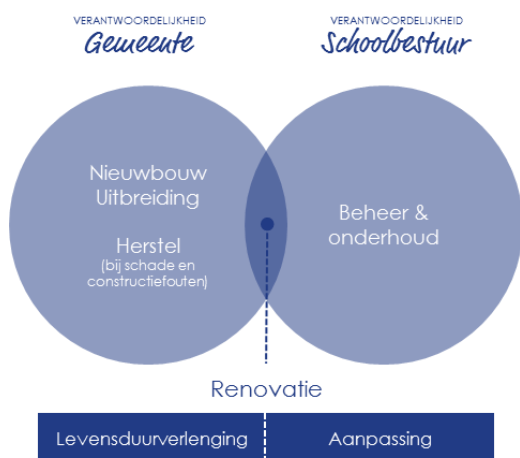 VERANTWOORDELIJKHEID
Gemeente
VERANTWOORDELIJKHEID
Schoolbestuur
Nieuwbouw
Uitbreiding
Herstel
(bij schade en
constructiefouten)
Beheer &
onderhoud
Renovatie
Levensduurverlenging
Aanpassing